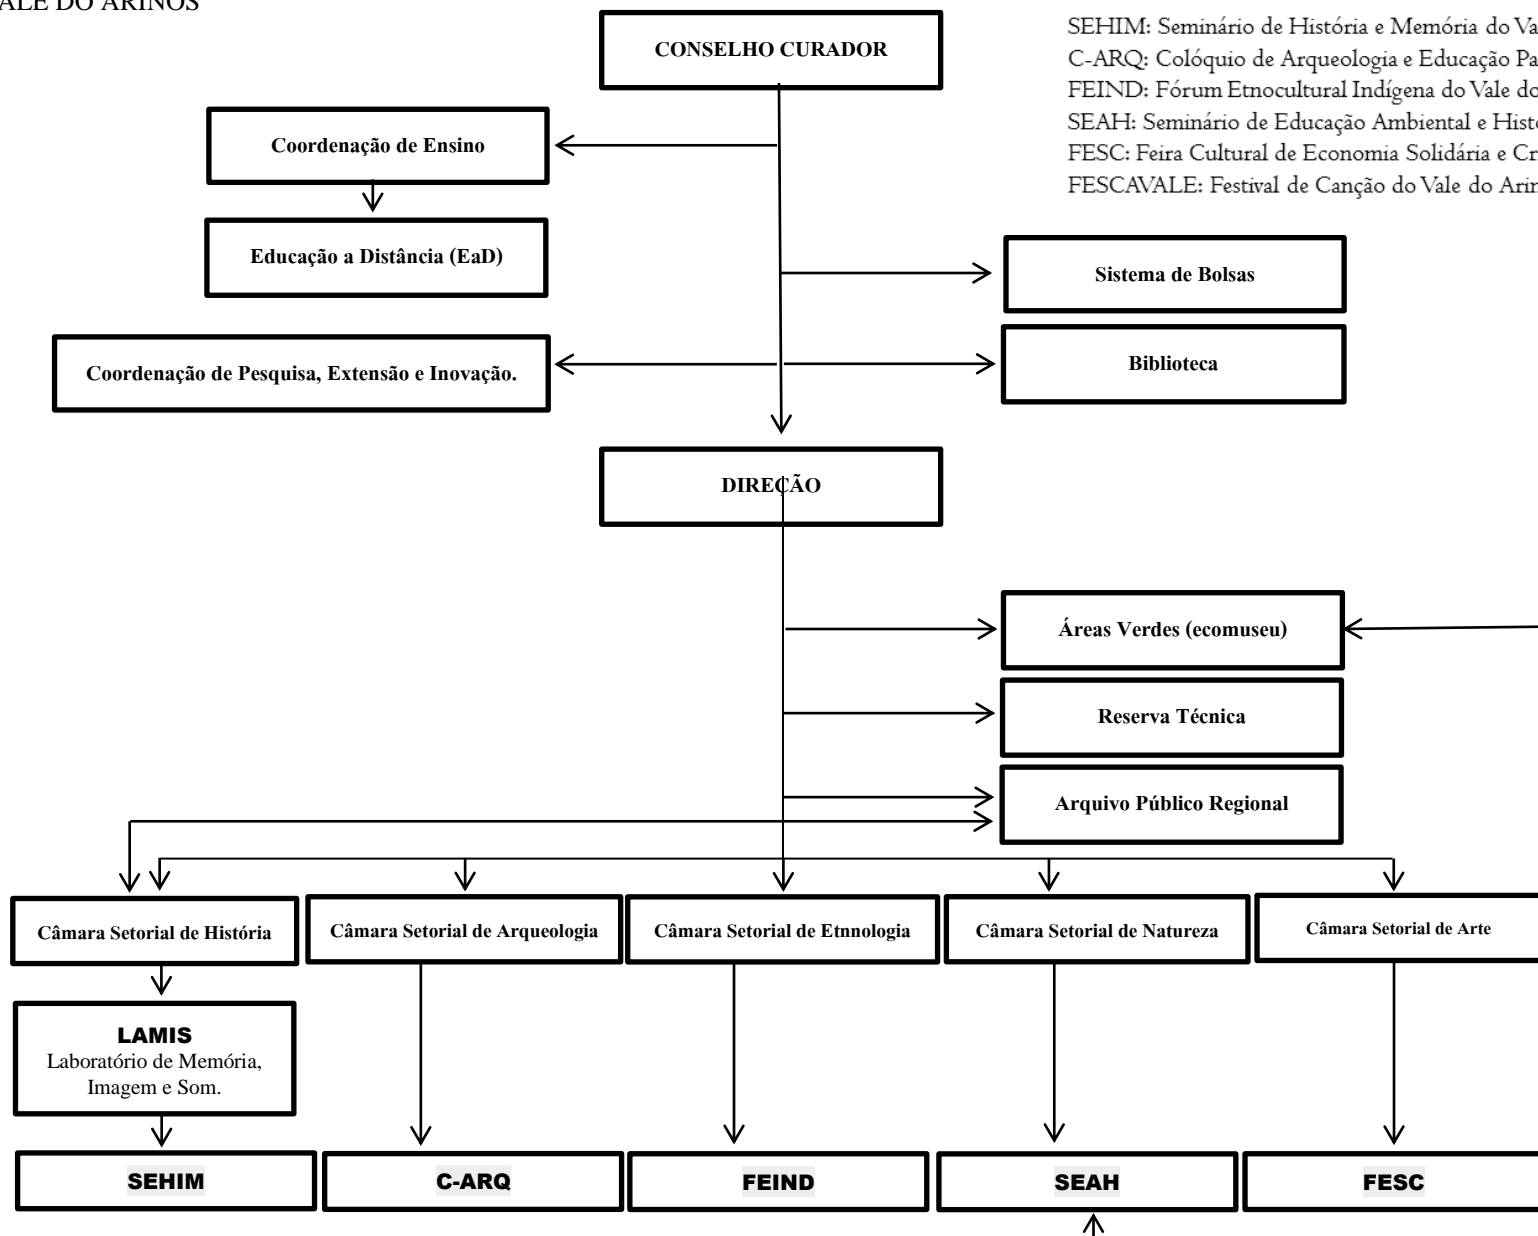 VALE DO ARINOS
SEHIM: Seminário de História e Memória do Va
C-ARQ: Colóquio de Arqueologia e Educação Pa
FEIND: Fórum Etnocultural Indígena do Vale do
SEAH: Seminário de Educação Ambiental e Histó
FESC: Feira Cultural de Economia Solidária e Cr
FESCAVALE: Festival de Canção do Vale do Arin
CONSELHO CURADOR
Coordenação de Ensino
Educação a Distância (EaD)
Sistema de Bolsas
Coordenação de Pesquisa, Extensão e Inovação.
Biblioteca
DIREÇÃO
Áreas Verdes (ecomuseu)
Reserva Técnica
Arquivo Público Regional
Câmara Setorial de História
Câmara Setorial de Arqueologia
Câmara Setorial de Etnnologia
Câmara Setorial de Natureza
Câmara Setorial de Arte
LAMIS
Laboratório de Memória,
Imagem e Som.
SEHIM
C-ARQ
FEIND
SEAH
FESC